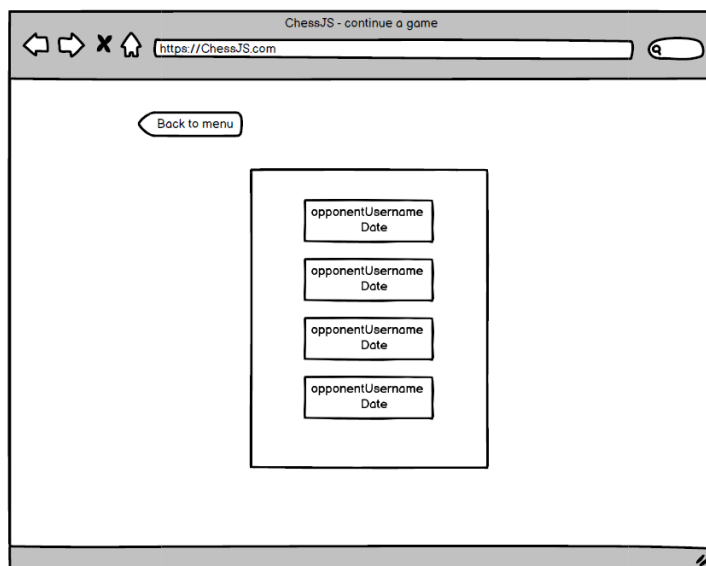 ChessJS - continue a game
https://ChessJS.com
Back to menu
opponentUsername
Date
opponentUsername
Date
opponentUsername
Date
opponentUsername
Date